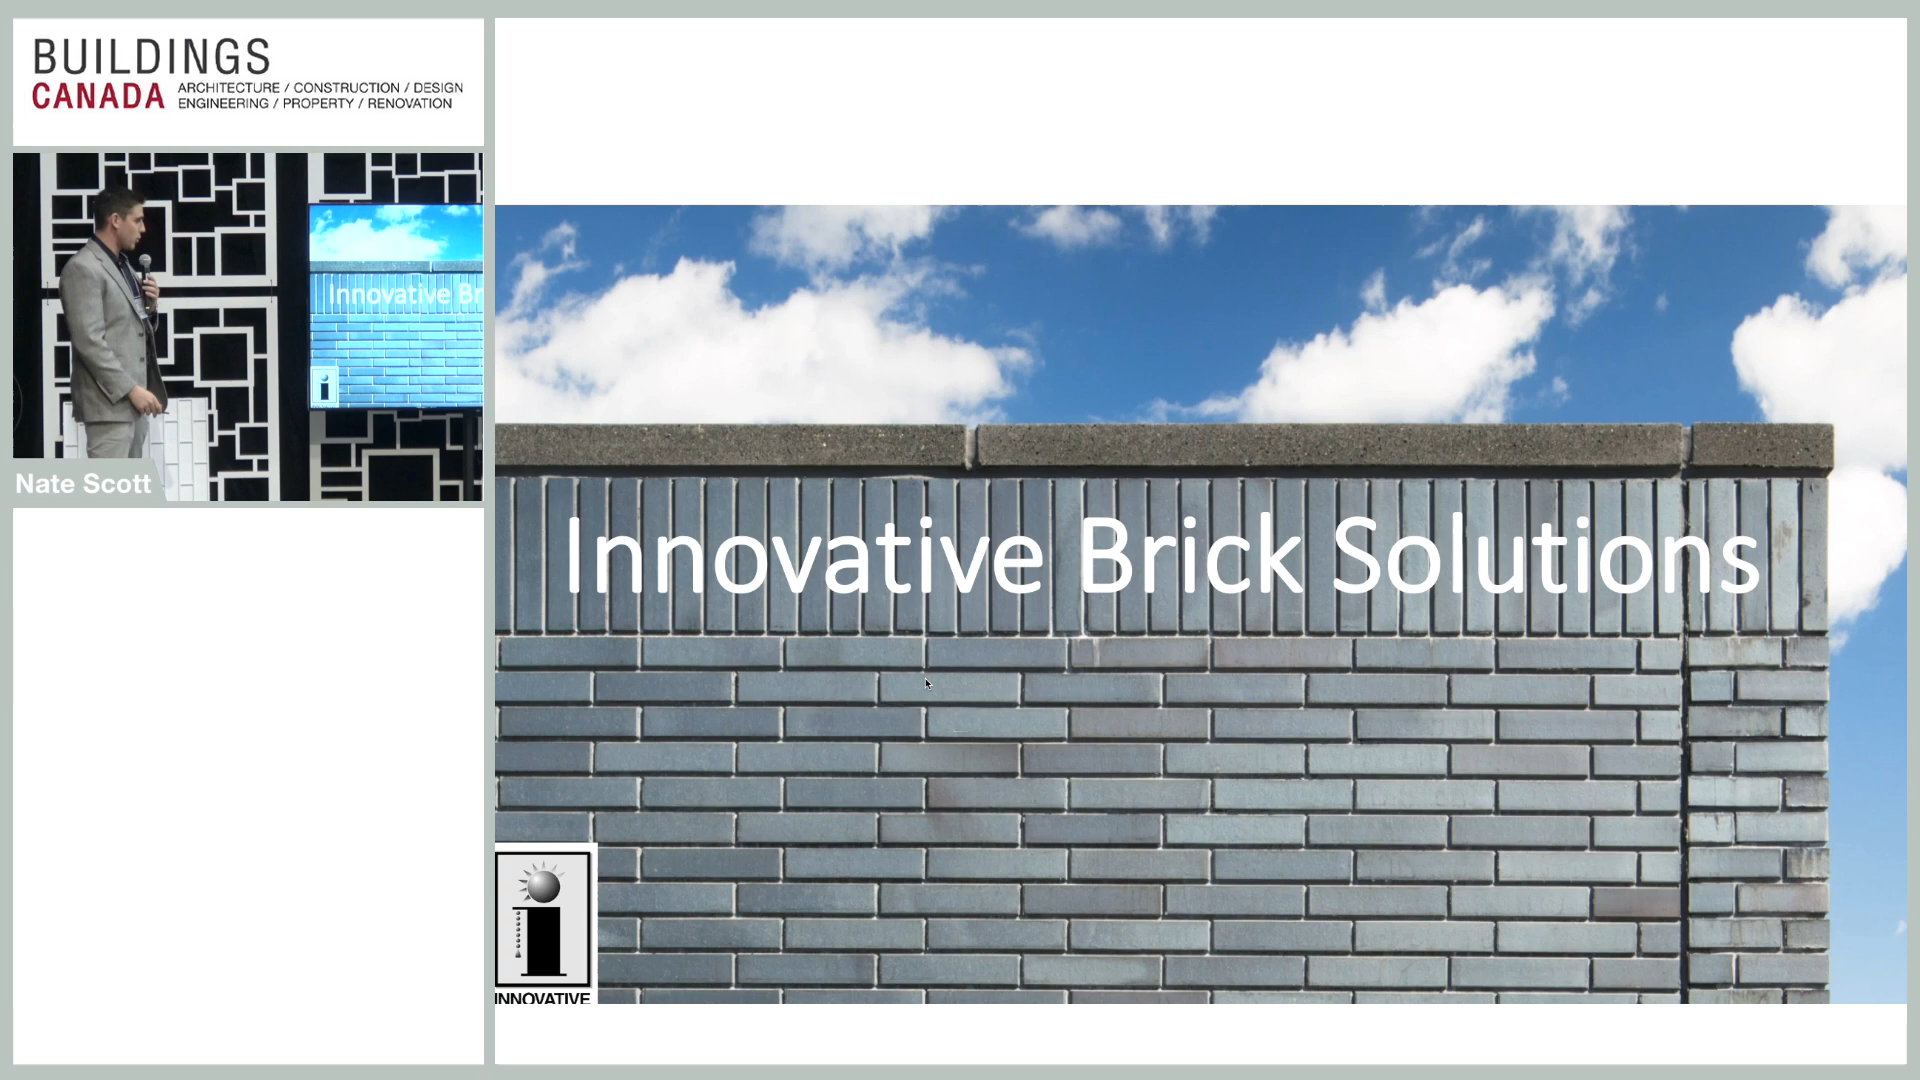 BUILDINGS
CANADA
ARCHITECTURE / CONSTRUCTION / DESIGN
ENGINEERING / PROPERTY / RENOVATION
Innovative Br
Nate Scott
Innovative Brick Solutions
INNOVATIVE